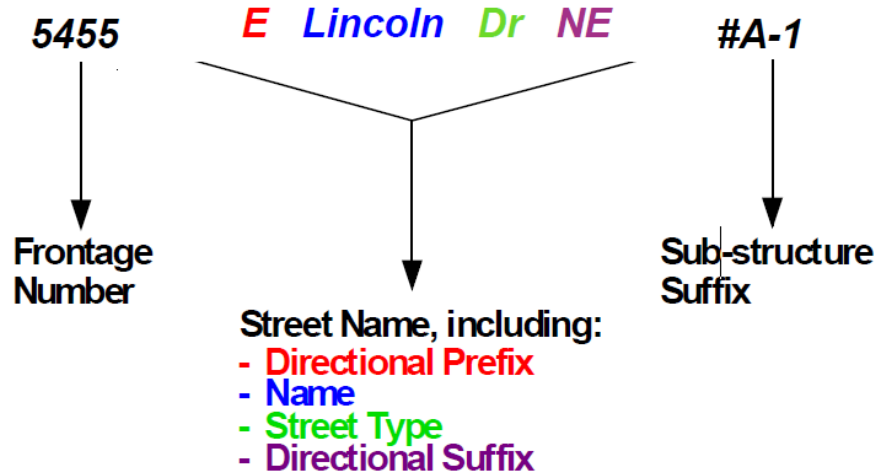 5455 E Lincoln Dr NE #A-1
Frontage
Number
Sub-structure
Suffix
Street Name, including:
- Directional Prefix
- Name
- Street Type
- Directional Suffix